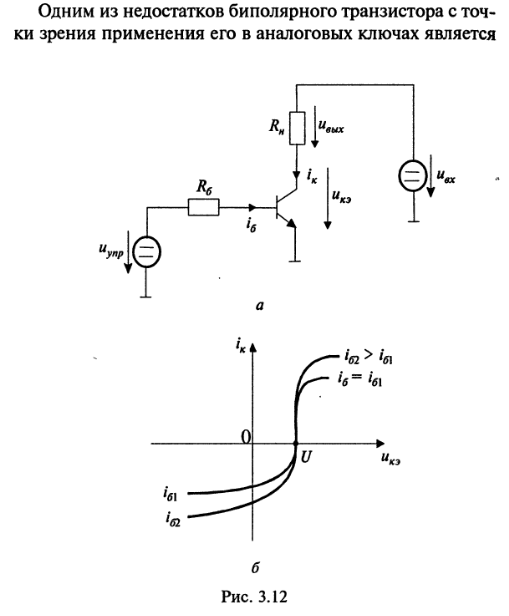 Одним из недостатков биполярного транзистора с точ-
ки зрения применения его в аналоговых ключах является
Rн
uвых
iк
uкэ
uвх
Rб
iб
uупр
а
iк
iб2 > iб1
iб = iб1
0
U
uкэ
iб1
iб2
б
Рис. 3.12